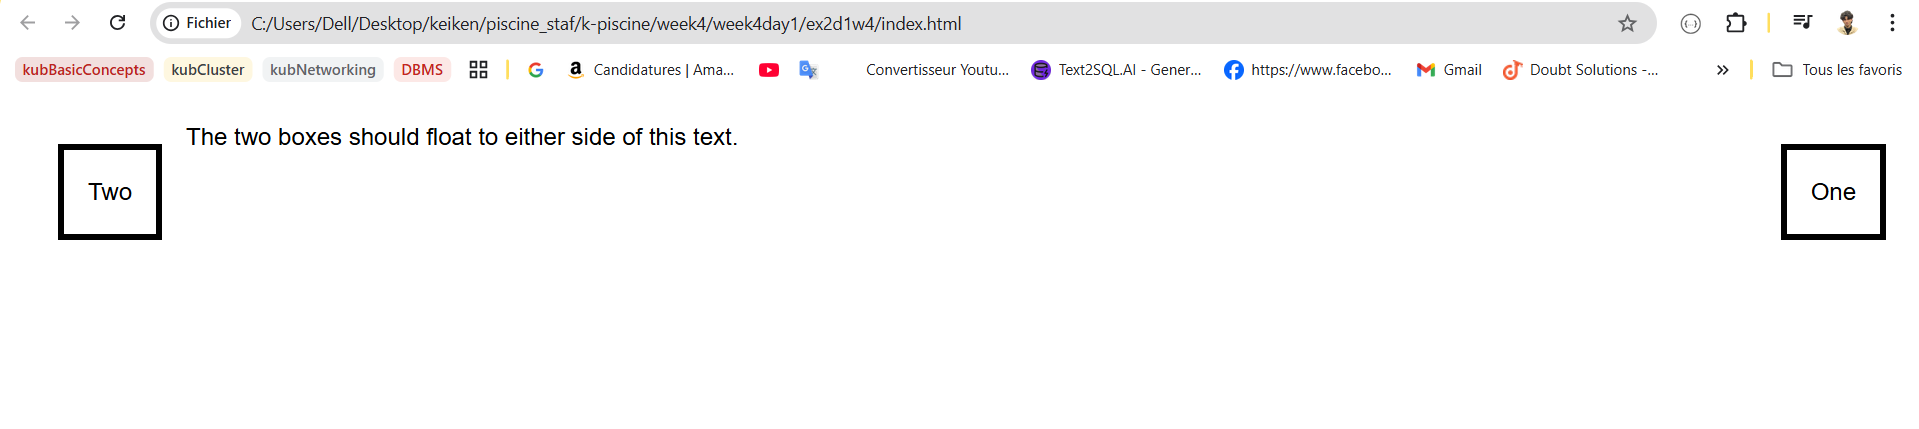 Fichier C:/Users/Dell/Desktop/keiken/piscine_staf/k-piscine/week4/week4day1/ex2d1w4/index.html
kubBasicConcepts kubCluster kubNetworking DBMS Candidatures | Ama... Convertisseur Youtu... Text2SQL.AI - Gener... https://www.facebo... Gmail Doubt Solutions -... Tous les favoris
The two boxes should float to either side of this text.
Two One